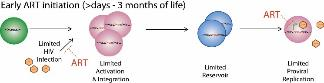 Early ART initiation (>days - 3 months of life)
ART
Limited
HIV
Infection
ART
Limited
Activation
& Integration
Limited
Reservoir
Limited
Proviral
Replication